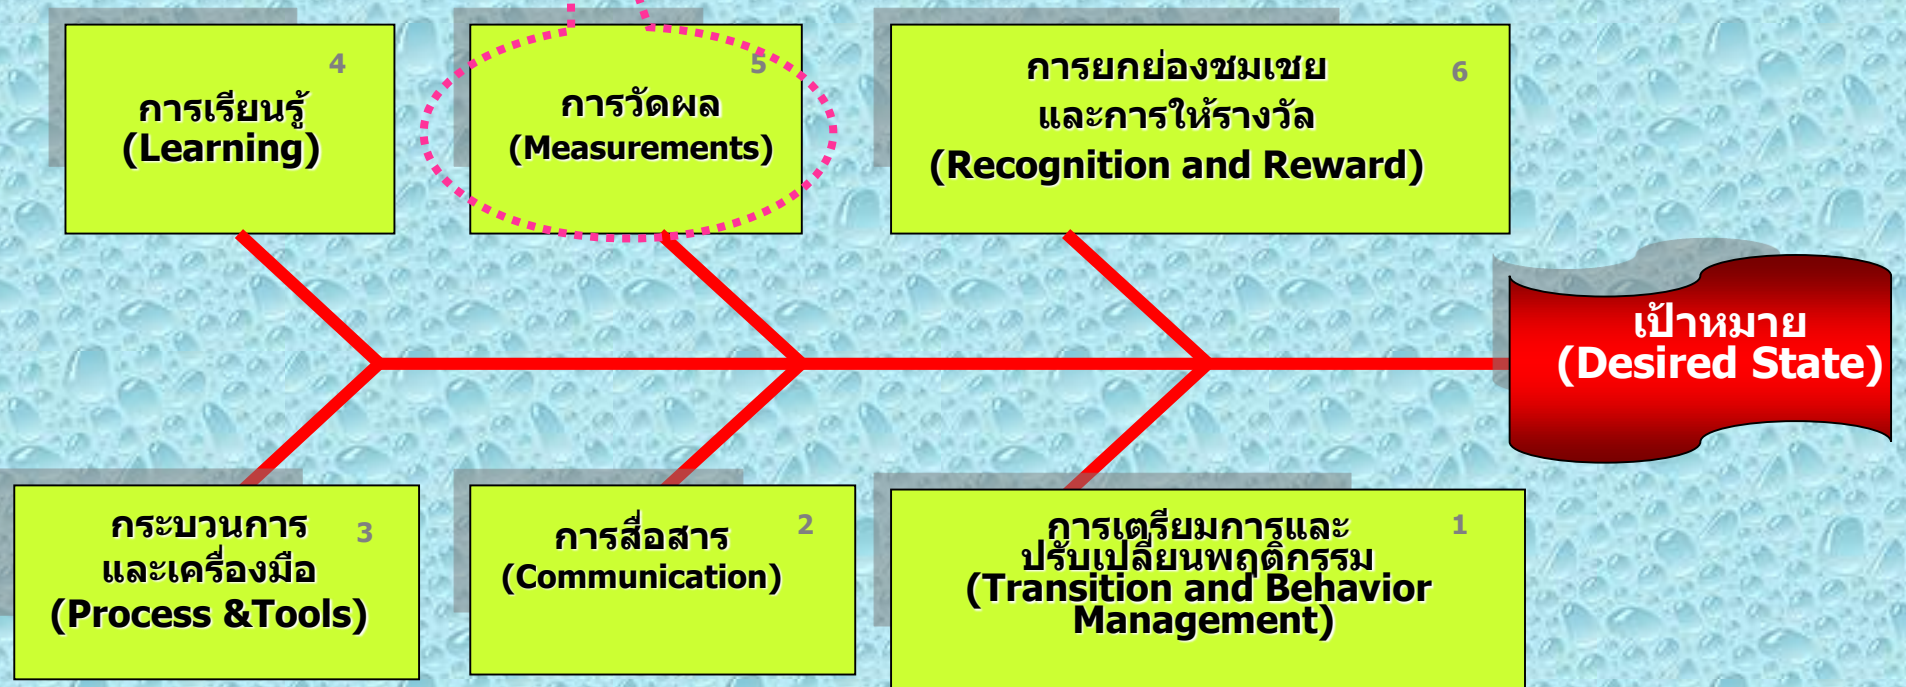 4
การเรียนรู้
(Learning)
5
การวัดผล
(Measurements)
การยกย่องชมเชย
6
และการให้รางวัล
(Recognition and Reward)
เป้าหมาย
(Desired State)
กระบวนการ
3
และเครื่องมือ
(Process &Tools)
2
การสื่อสาร
(Communication)
การเตรียมการและ
1
ปรับเปลี่ยนพฤติกรรม
(Transition and Behavior
Management)